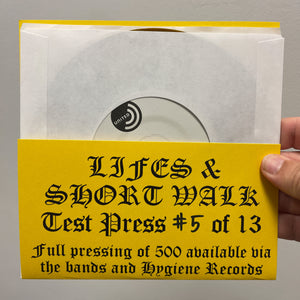 UNITED
LIFES &
SHORT WALK
Test Press #5 of 13
Full pressing of 500 available via
the bands and Hygiene Records